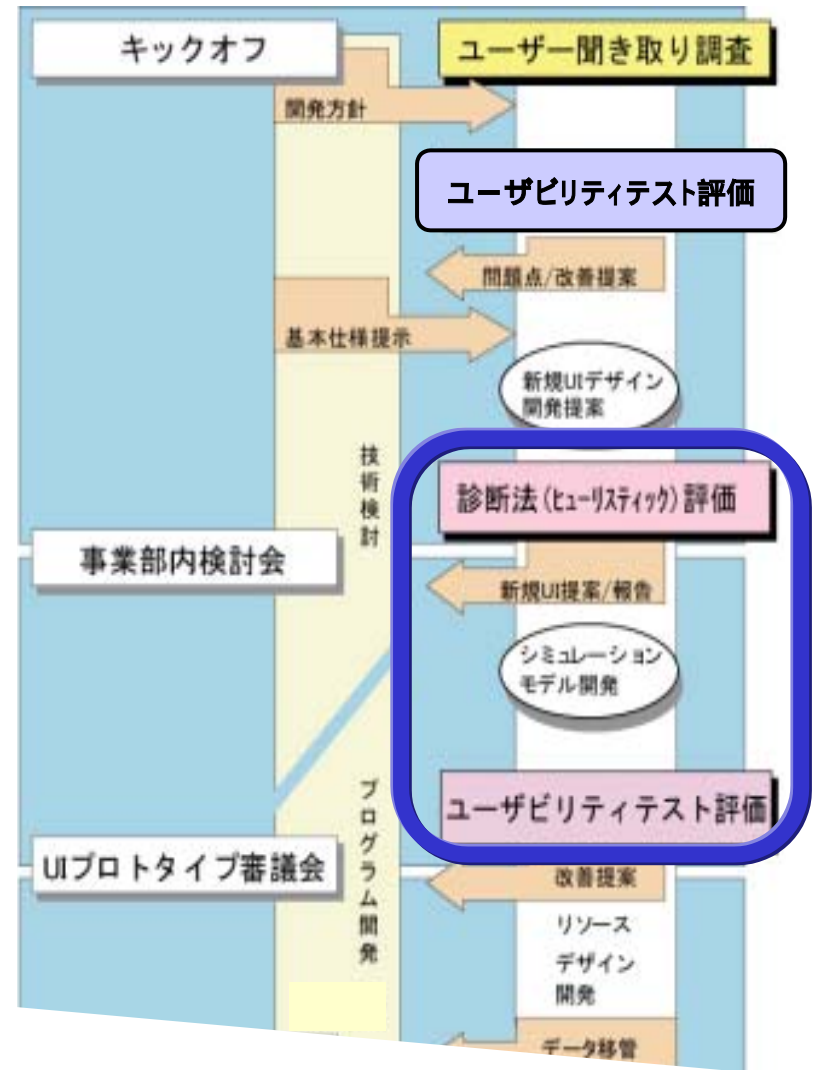 キックオフ
ユーザー聞き取り調査
開発方針
ユーザビリティテスト評価
問題点/改善提案
基本仕様提示
新規UIデザイン
開発提案
技術検討
診断法(ﾋｭｰﾘｽﾃｨｯｸ)評価
事業部内検討会
新規UI提案/報告
シミュレーション
モデル開発
プログラム開発
ユーザビリティテスト評価
UIプロトタイプ審議会
改善提案
リソース
デザイン
開発
データ移管